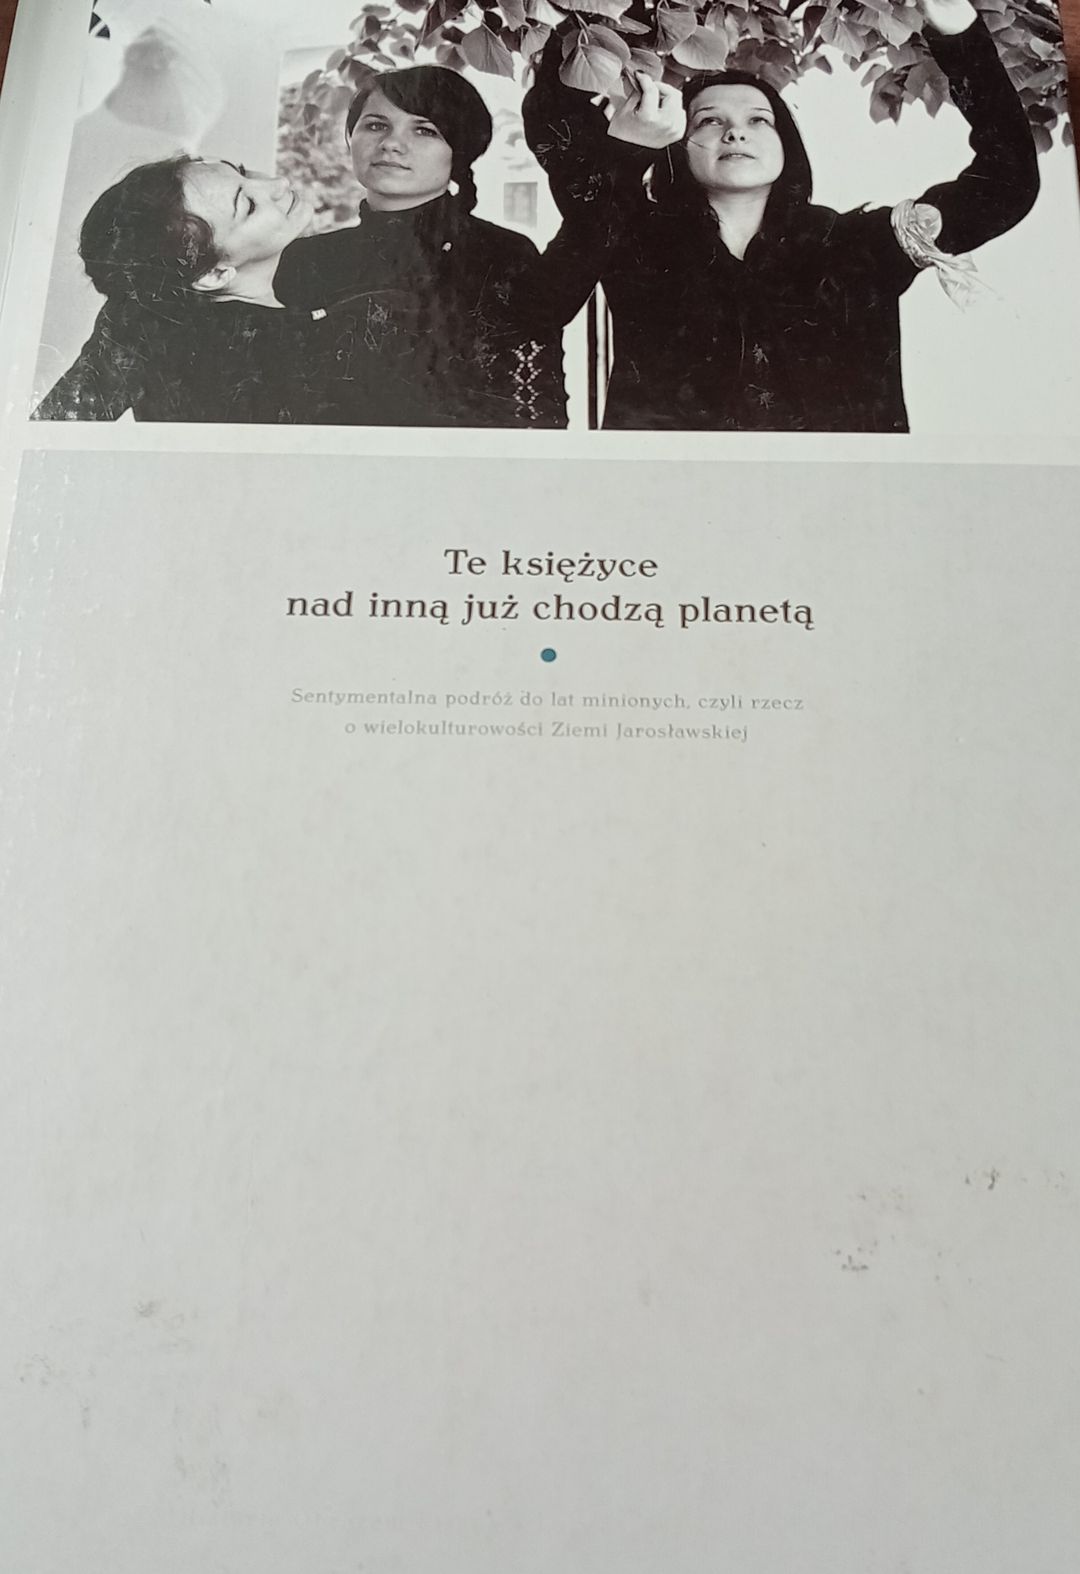 Te księżyce
nad inną już chodzą planetą
Sentymentalna podróż do lat minionych, czyli rzecz
o wielokulturowości Ziemi Jarosławskiej